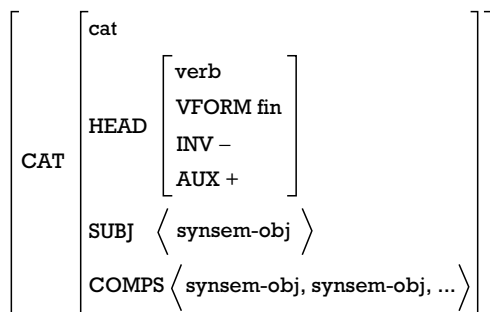 cat
verb
VFORM fin
HEAD
INV –
CAT
AUX +
SUBJ ⟨ synsem-obj ⟩
COMPS ⟨ synsem-obj, synsem-obj, ... ⟩